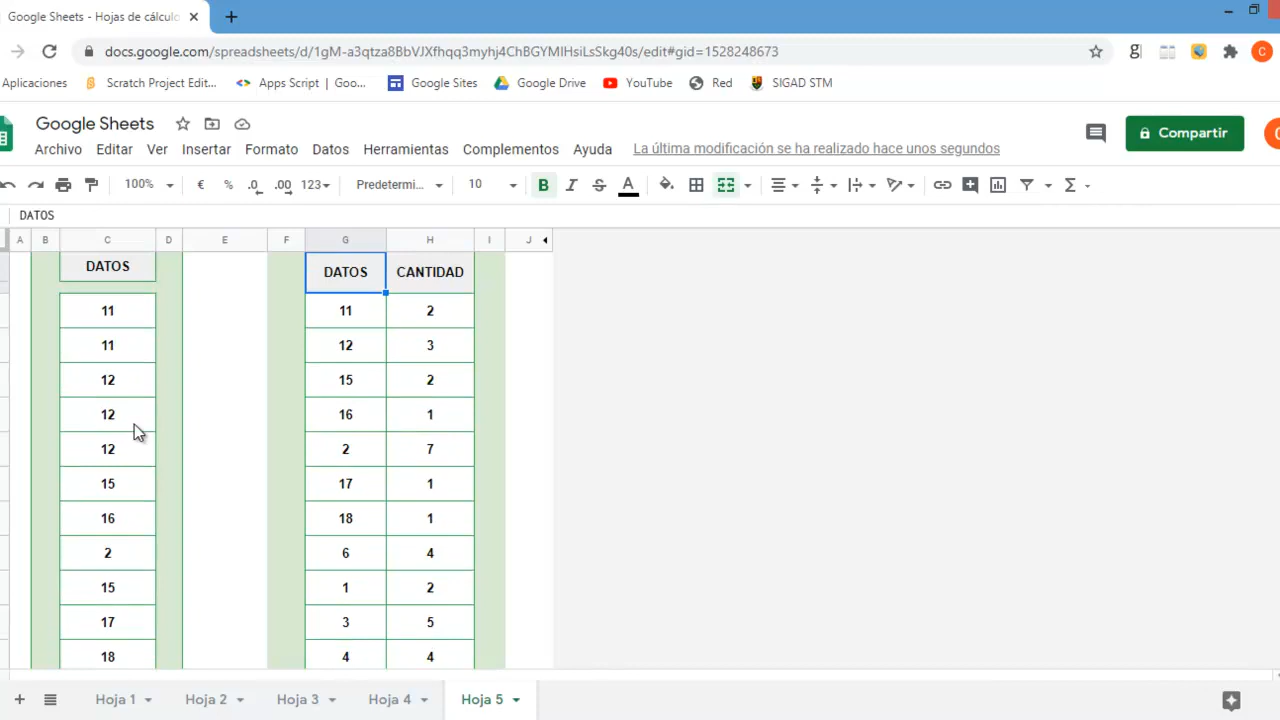 Google Sheets - Hojas de cálculo
docs.google.com/spreadsheets/d/1gM-a3qtza8BbVJXfhqq3myhj4ChBGYMIHsiLsSkg40s/edit#gid=1528248673
Aplicaciones Scratch Project Edit... Apps Script | Goo... Google Sites Google Drive YouTube Red SIGAD STM
Google Sheets
Compartir
Archivo Editar Ver Insertar Formato Datos Herramientas Complementos Ayuda La última modificación se ha realizado hace unos segundos
100% € % .0 .00 123 Predetermi... 10 B I S A Σ
DATOS
A B C D E F G H I J
DATOS DATOS CANTIDAD
11 11 2
11 12 3
12 15 2
12 16 1
12 2 7
15 17 1
16 18 1
2 6 4
15 1 2
17 3 5
18 4 4
Hoja 1 Hoja 2 Hoja 3 Hoja 4 Hoja 5